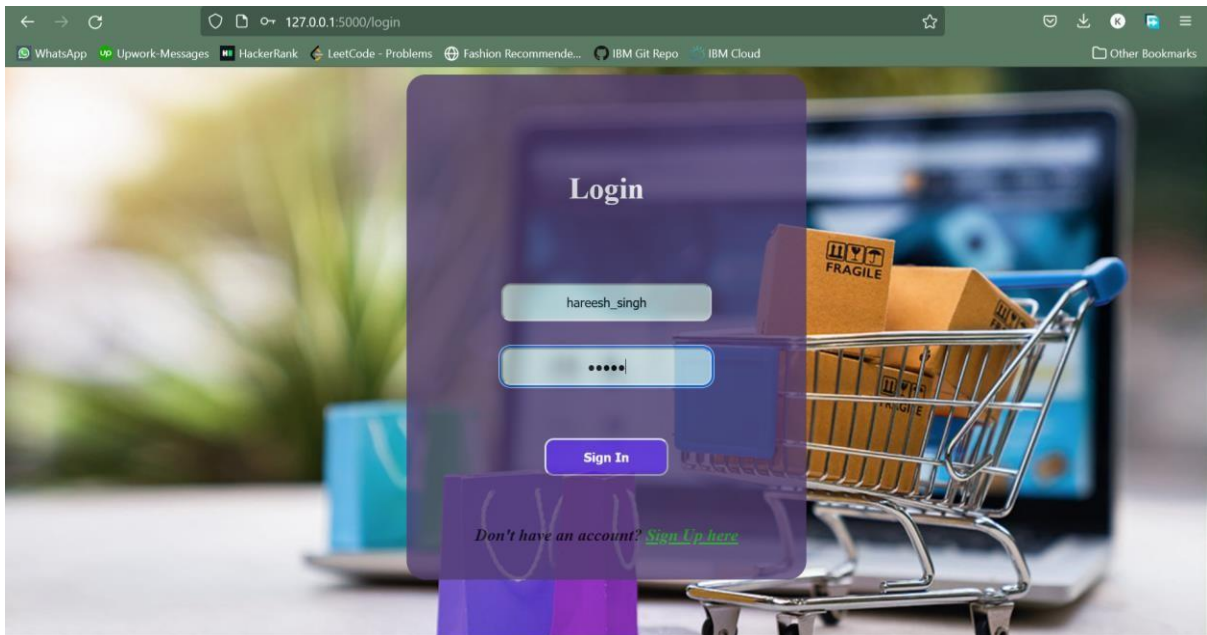 127.0.0.1:5000/login
K
WhatsApp up Upwork-Messages HackerRank LeetCode - Problems Fashion Recommende... IBM Git Repo IBM Cloud Other Bookmarks
Login
hareesh_singh
•••••
Sign In
Don't have an account? Sign Up here
FRAGILE